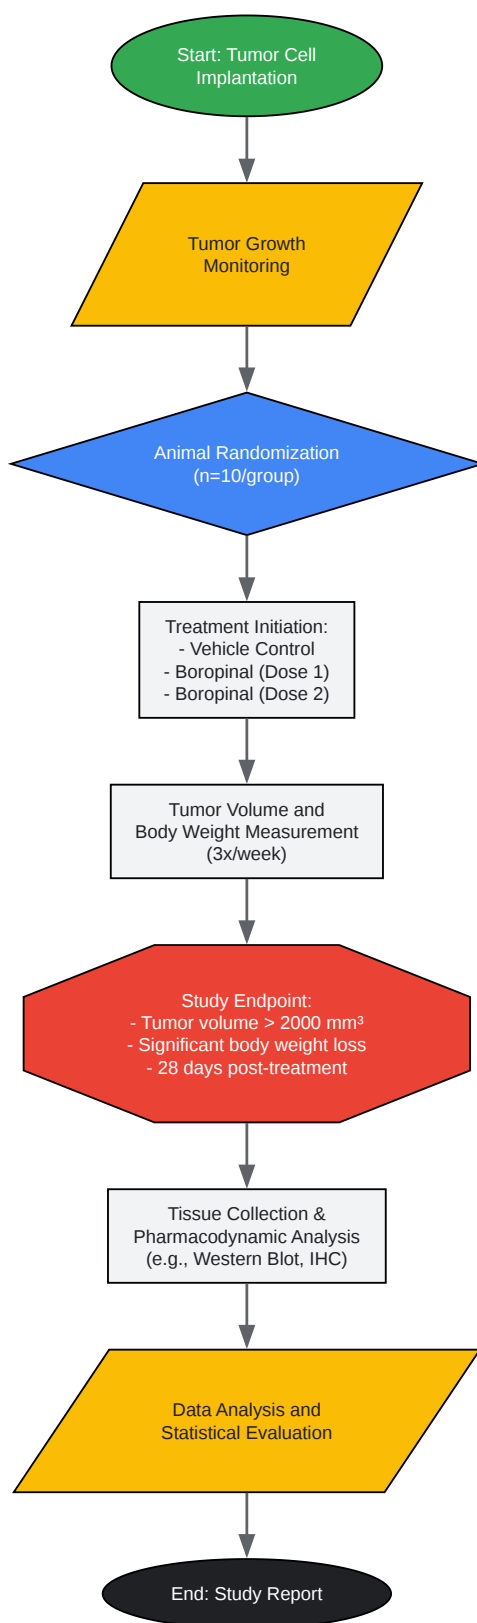 Start: Tumor Cell
Implantation
Tumor Growth
Monitoring
Animal Randomization
(n=10/group)
Treatment Initiation:
- Vehicle Control
- Boropinal (Dose 1)
- Boropinal (Dose 2)
Tumor Volume and
Body Weight Measurement
(3x/week)
Study Endpoint:
- Tumor volume > 2000 mm³
- Significant body weight loss
- 28 days post-treatment
Tissue Collection &
Pharmacodynamic Analysis
(e.g., Western Blot, IHC)
Data Analysis and
Statistical Evaluation
End: Study Report